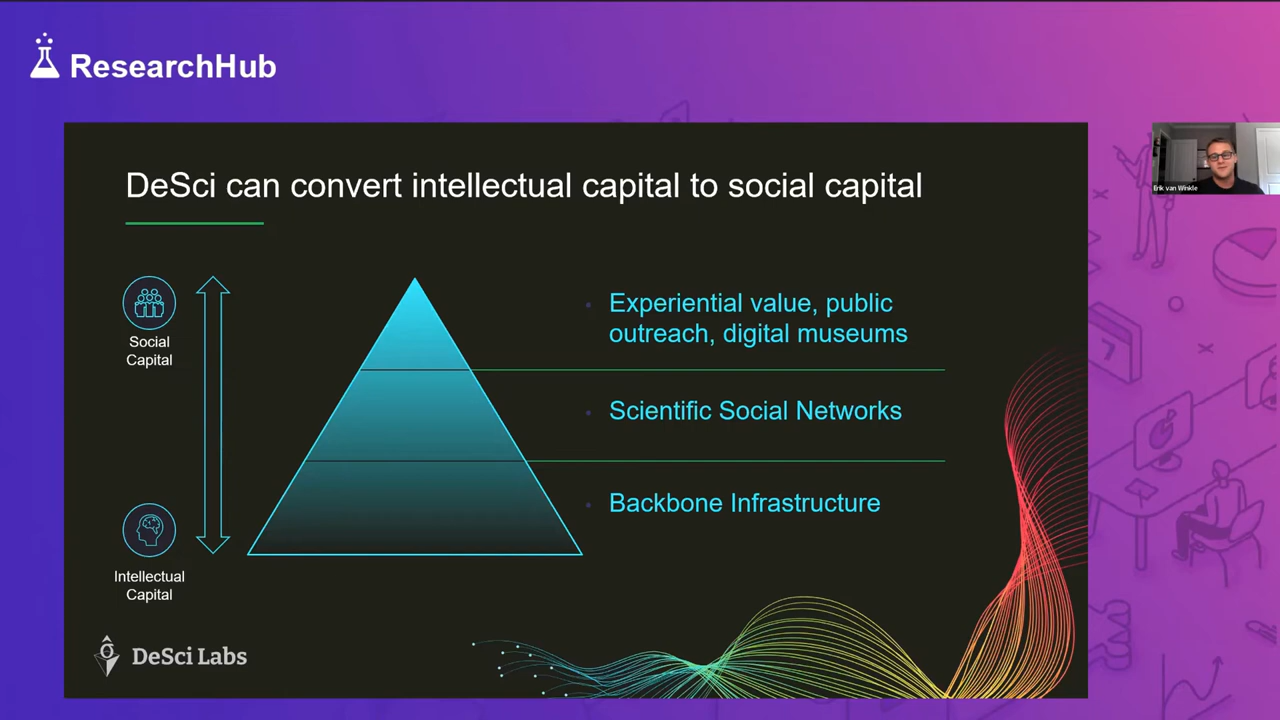 ResearchHub
DeSci can convert intellectual capital to social capital
Social
Capital
Experiential value, public
outreach, digital museums
Scientific Social Networks
Backbone Infrastructure
Intellectual
Capital
DeSci Labs
Erik van Winkle
7